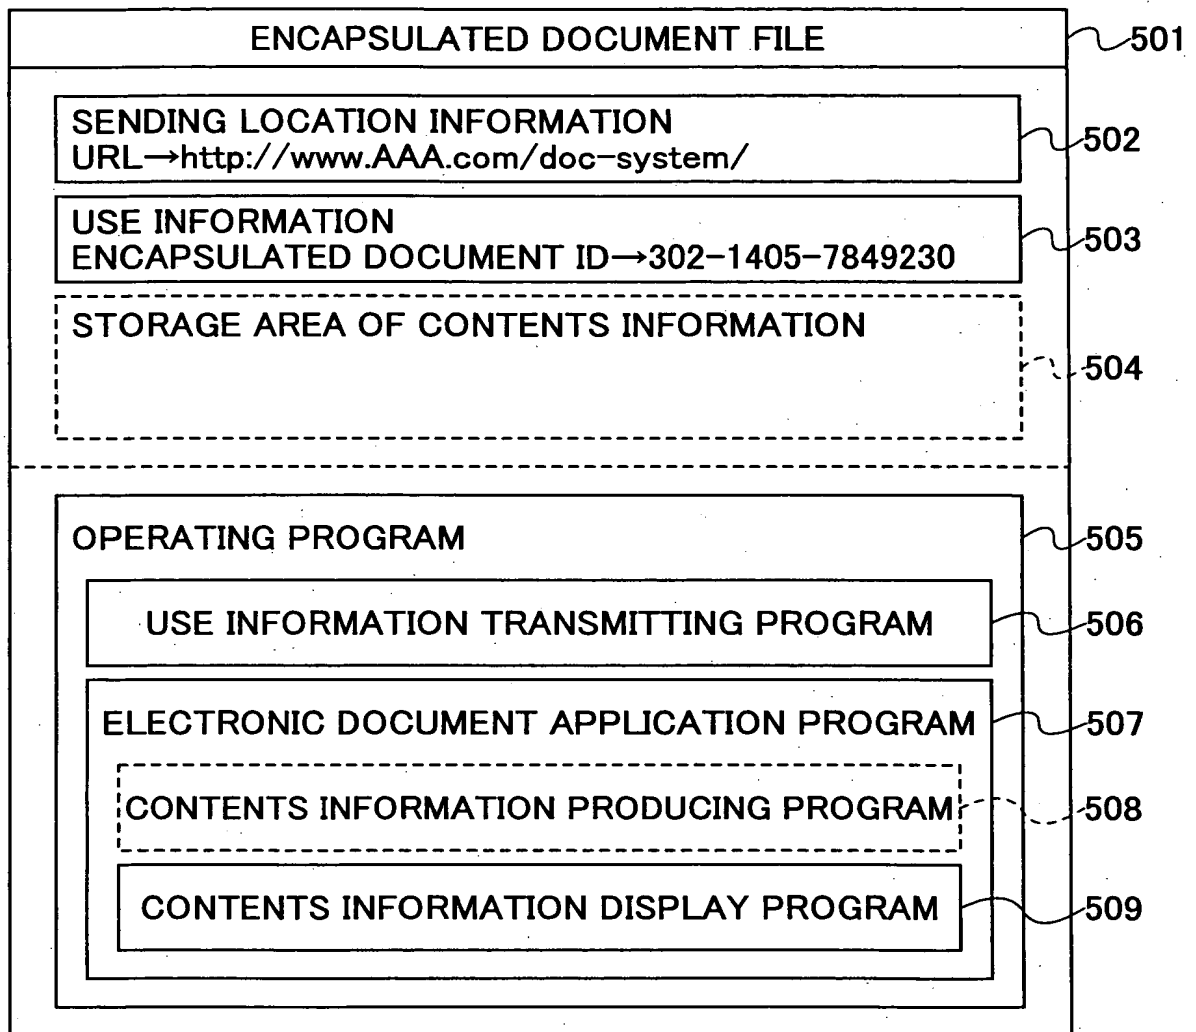 ENCAPSULATED DOCUMENT FILE 501
SENDING LOCATION INFORMATION
URL→http://www.AAA.com/doc-system/ 502
USE INFORMATION
ENCAPSULATED DOCUMENT ID→302-1405-7849230 503
STORAGE AREA OF CONTENTS INFORMATION
504
OPERATING PROGRAM 505
USE INFORMATION TRANSMITTING PROGRAM 506
ELECTRONIC DOCUMENT APPLICATION PROGRAM 507
CONTENTS INFORMATION PRODUCING PROGRAM 508
CONTENTS INFORMATION DISPLAY PROGRAM 509